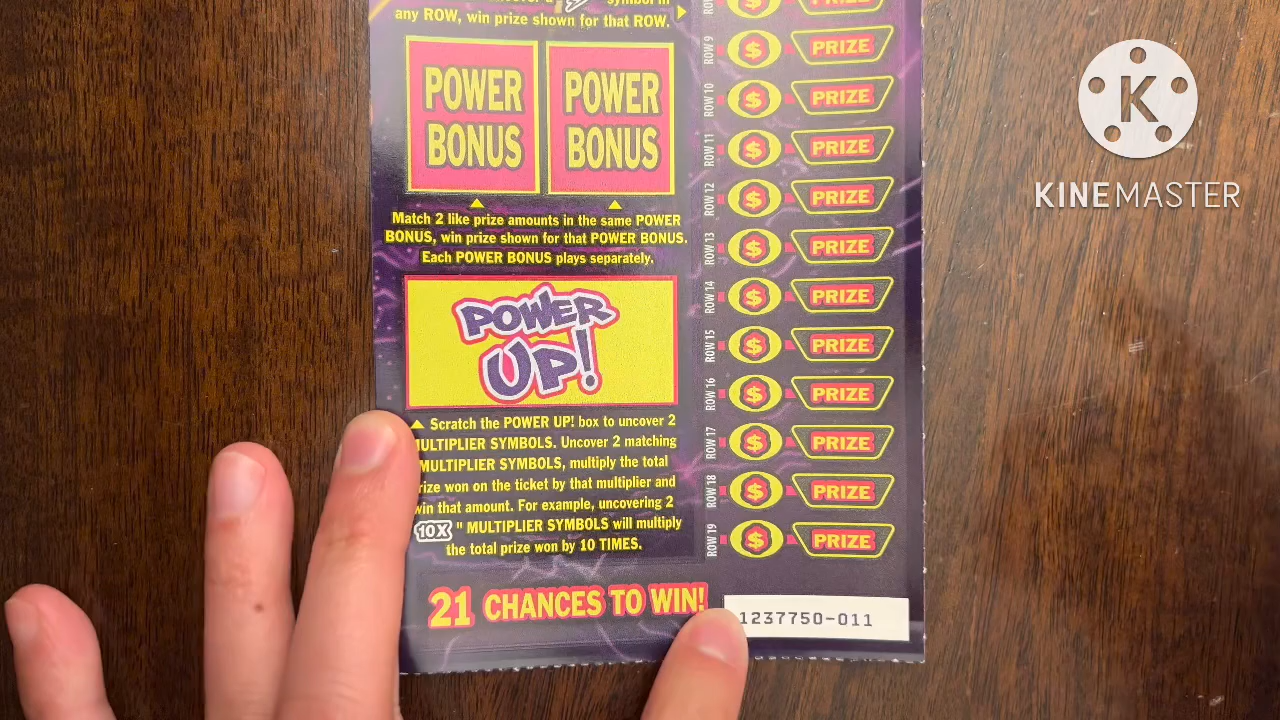 symbol in
any ROW, win prize shown for that ROW.
POWER
BONUS
POWER
BONUS
Match 2 like prize amounts in the same POWER
BONUS, win prize shown for that POWER BONUS.
Each POWER BONUS plays separately.
POWER
UP!
Scratch the POWER UP! box to uncover 2
MULTIPLIER SYMBOLS. Uncover 2 matching
MULTIPLIER SYMBOLS, multiply the total
prize won on the ticket by that multiplier and
win that amount. For example, uncovering 2
"10X" MULTIPLIER SYMBOLS will multiply
the total prize won by 10 TIMES.
21 CHANCES TO WIN!
$ PRIZE
ROW 9 $ PRIZE
ROW 10 $ PRIZE
ROW 11 $ PRIZE
ROW 12 $ PRIZE
ROW 13 $ PRIZE
ROW 14 $ PRIZE
ROW 15 $ PRIZE
ROW 16 $ PRIZE
ROW 17 $ PRIZE
ROW 18 $ PRIZE
ROW 19 $ PRIZE
1237750-011
K
KINEMASTER